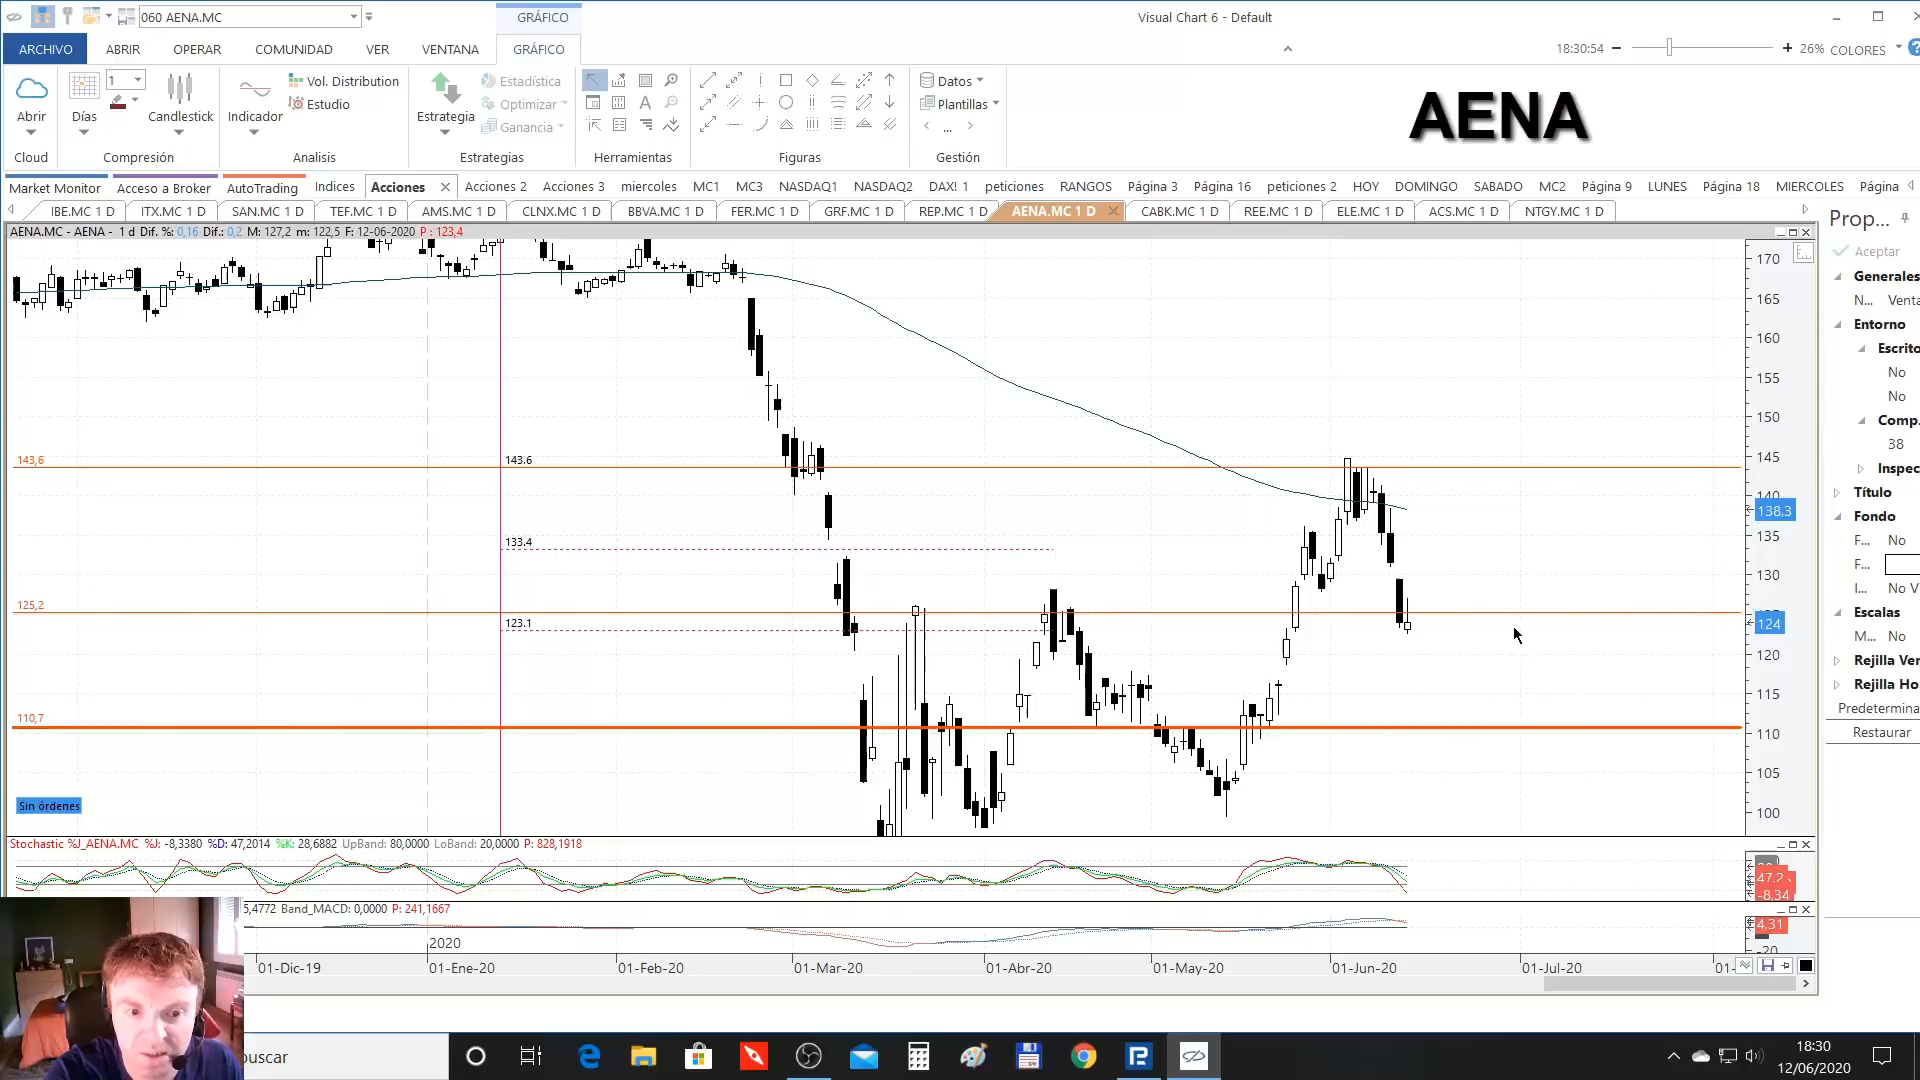 060 AENA.MC
GRÁFICO
Visual Chart 6 - Default
ARCHIVO ABRIR OPERAR COMUNIDAD VER VENTANA GRÁFICO
18:30:54 26% COLORES
Abrir
Cloud
Días
1
Candlestick
Compresión
Indicador
Vol. Distribution
Estudio
Analisis
Estrategia
Estadística
Optimizar
Ganancia
Estrategias
Herramientas
Figuras
Datos
Plantillas
...
Gestión
AENA
Market Monitor Acceso a Broker AutoTrading Indices Acciones Acciones 2 Acciones 3 miercoles MC1 MC3 NASDAQ1 NASDAQ2 DAX! 1 peticiones RANGOS Página 3 Página 16 peticiones 2 HOY DOMINGO SABADO MC2 Página 9 LUNES Página 18 MIERCOLES Página
IBE.MC 1 D ITX.MC 1 D SAN.MC 1 D TEF.MC 1 D AMS.MC 1 D CLNX.MC 1 D BBVA.MC 1 D FER.MC 1 D GRF.MC 1 D REP.MC 1 D AENA.MC 1 D CABK.MC 1 D REE.MC 1 D ELE.MC 1 D ACS.MC 1 D NTGY.MC 1 D
AENA.MC - AENA - 1 d Dif. %: 0,16 Dif.: 0,2 M: 127,2 m: 122,5 F: 12-06-2020 P : 123,4
170
165
160
155
150
145
140
138,3
135
130
124
120
115
110
105
100
143,6
143.6
133.4
125,2
123.1
110,7
Sin órdenes
Stochastic %J_AENA.MC %J: -8,3380 %D: 47,2014 %K: 28,6882 UpBand: 80,0000 LoBand: 20,0000 P: 828,1918
47,2
-8,34
5,4772 Band_MACD: 0,0000 P: 241,1667
4,31
-20
2020
01-Dic-19 01-Ene-20 01-Feb-20 01-Mar-20 01-Abr-20 01-May-20 01-Jun-20 01-Jul-20 01-
Prop...
Aceptar
Generales
N... Venta
Entorno
Escrito
No
No
Comp.
38
Inspec
Título
Fondo
F... No
F...
I... No V
Escalas
M... No
Rejilla Ver
Rejilla Ho
Predetermina
Restaurar
buscar
18:30
12/06/2020